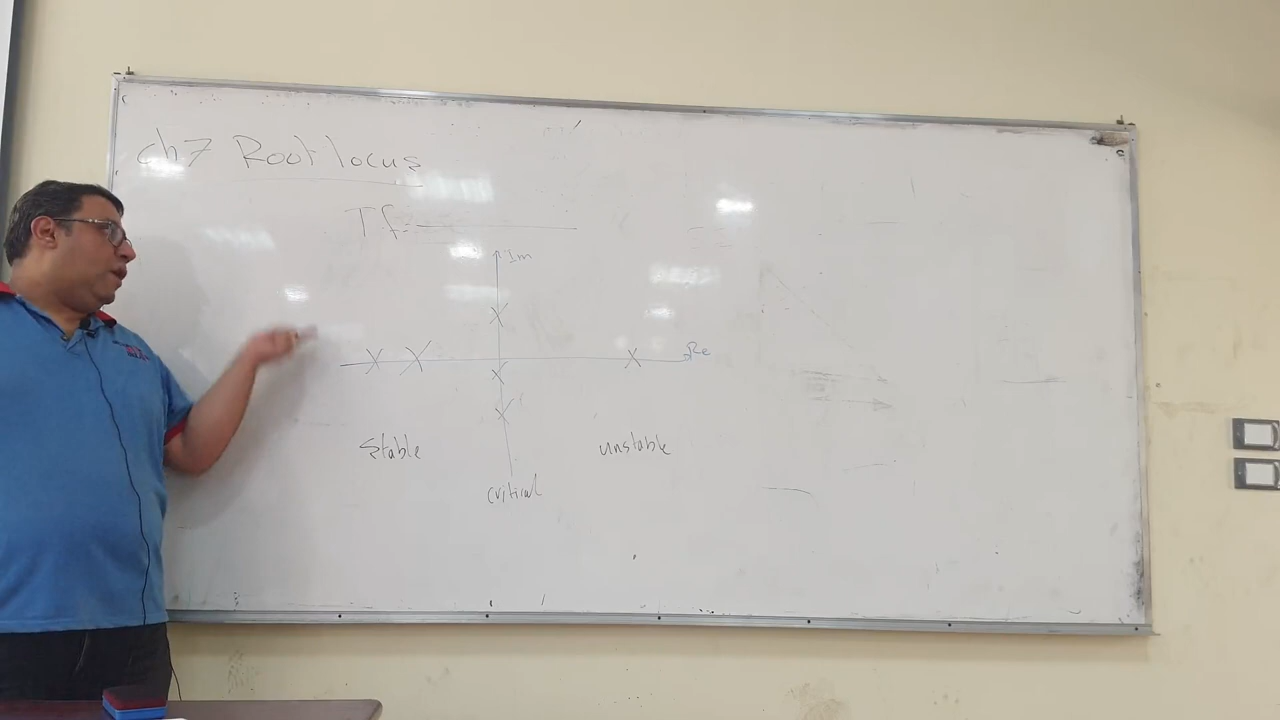 ch7 Root locus
Tf=
Im
Re
Stable
unstable
critical